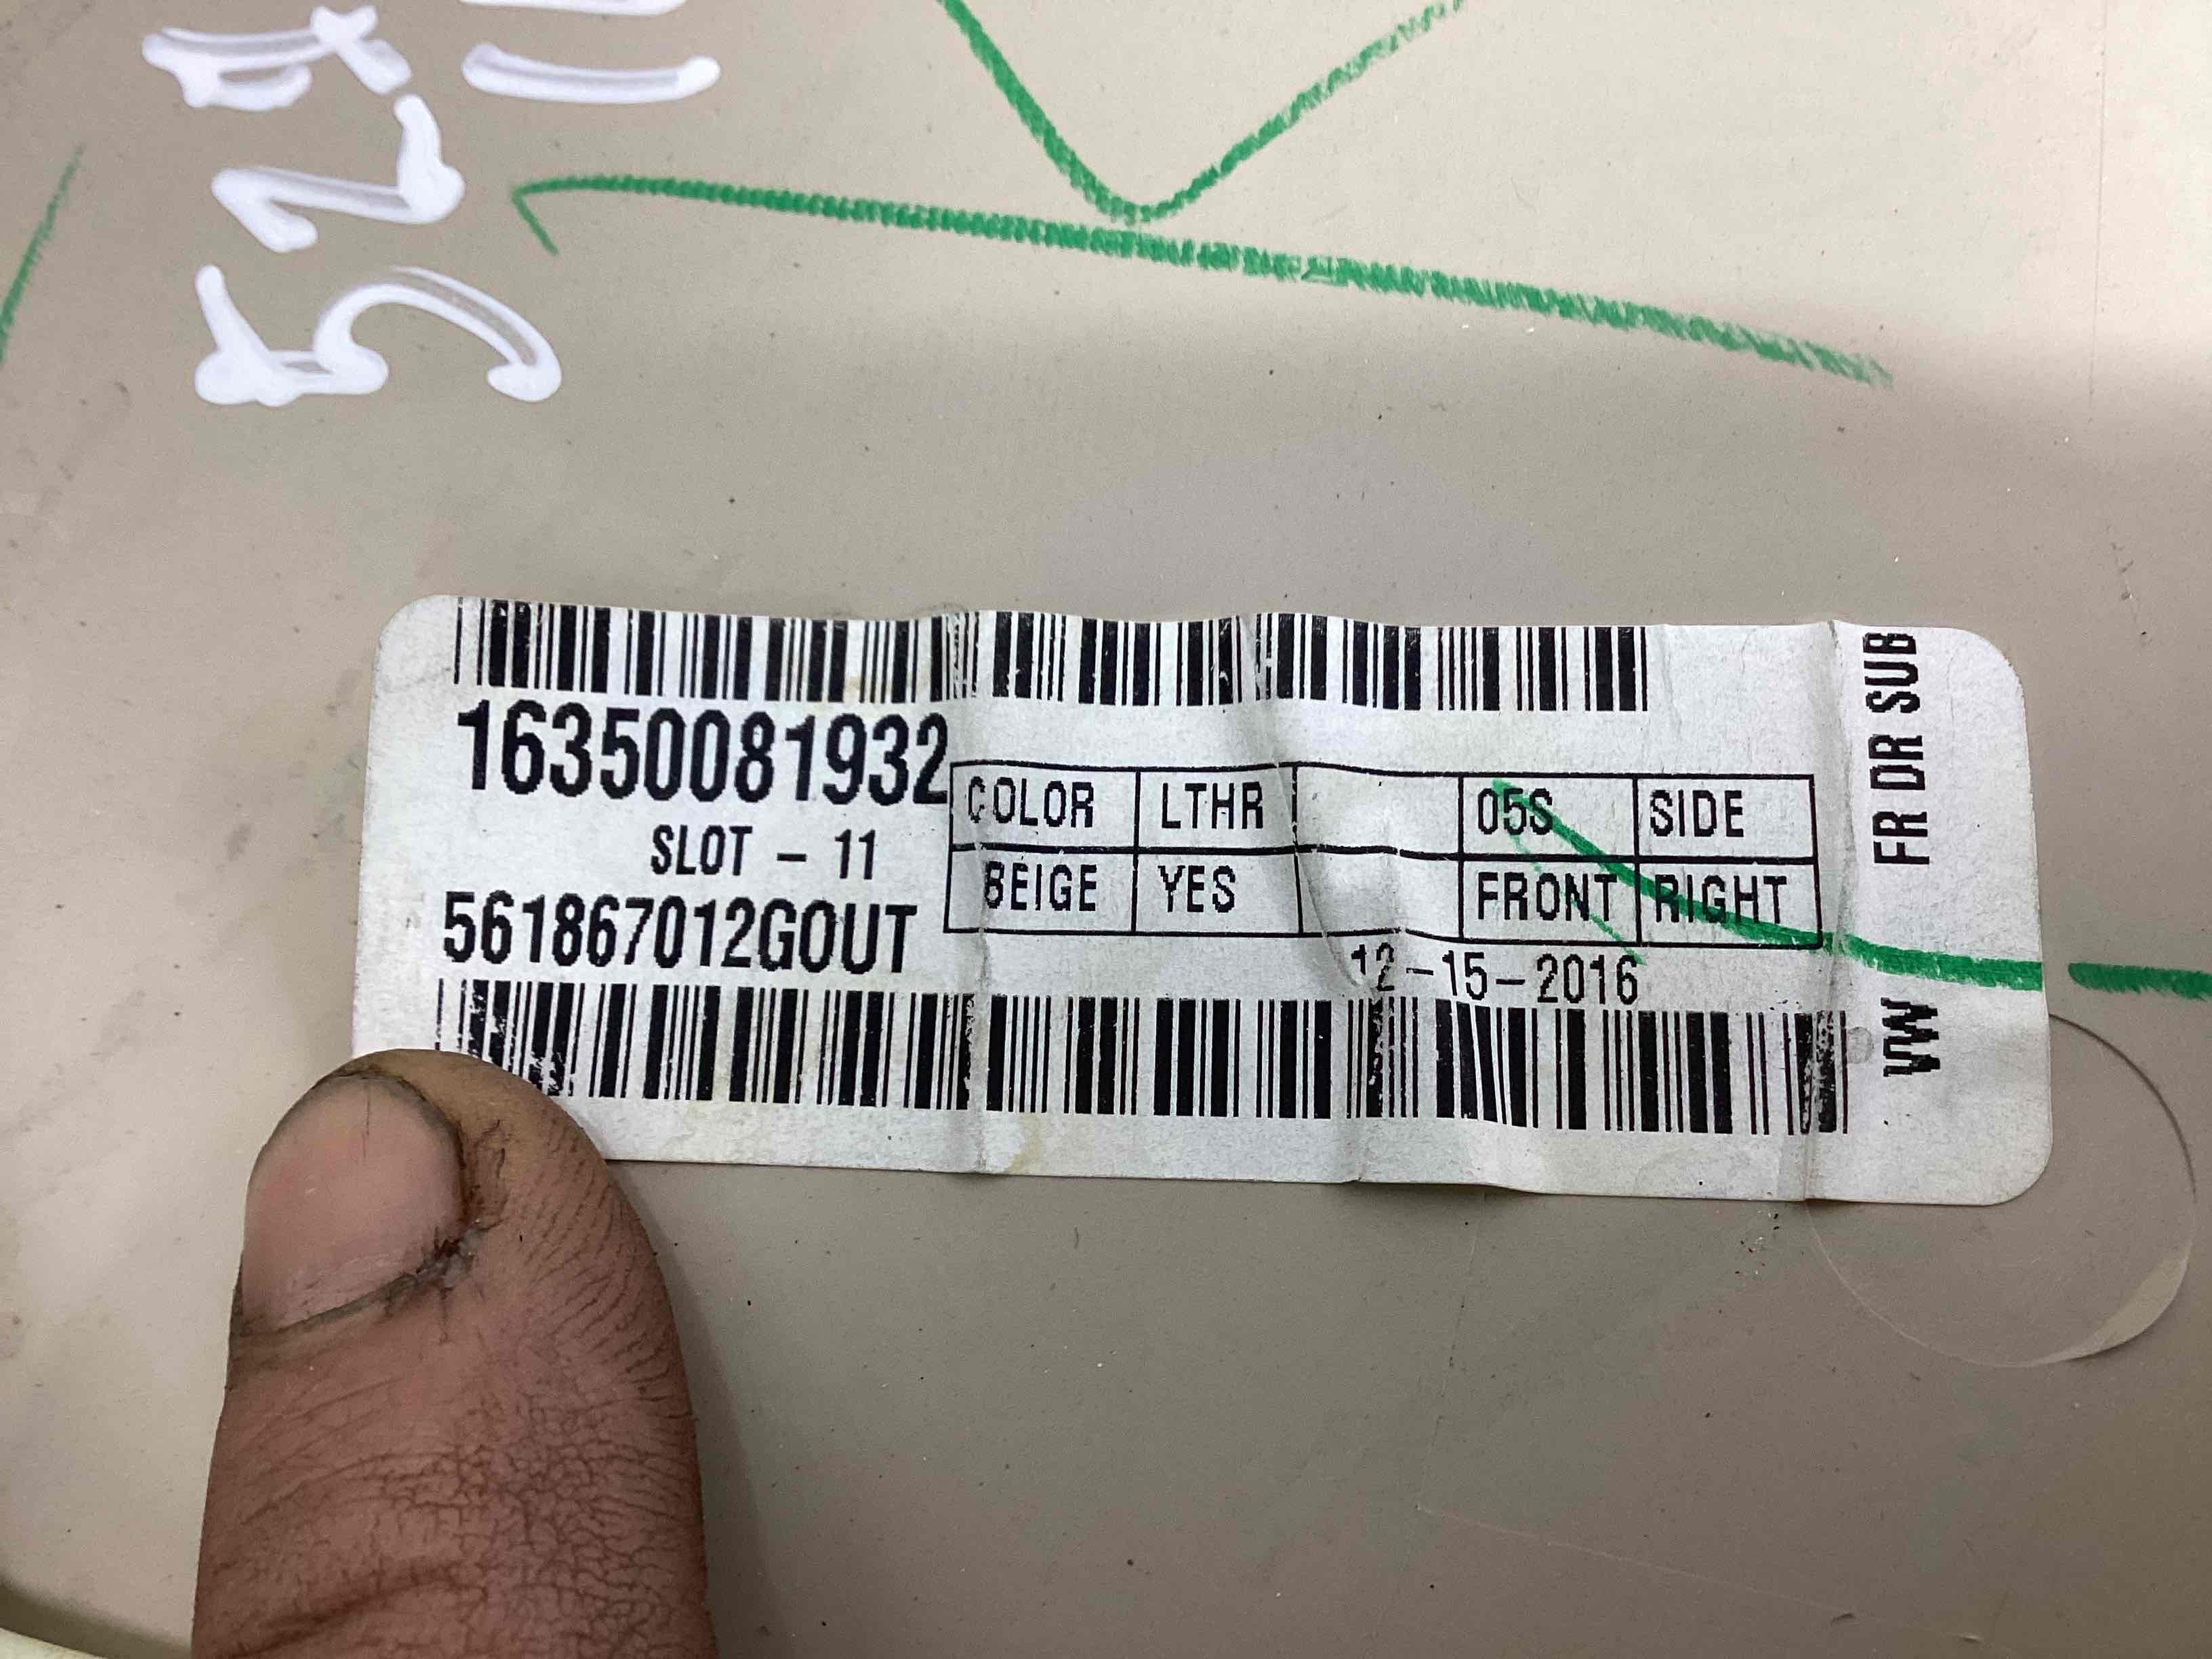 16350081932
SLOT - 11
561867012GOUT
COLOR LTHR 05S SIDE
BEIGE YES FRONT RIGHT
12-15-2016
VW FR DR SUB